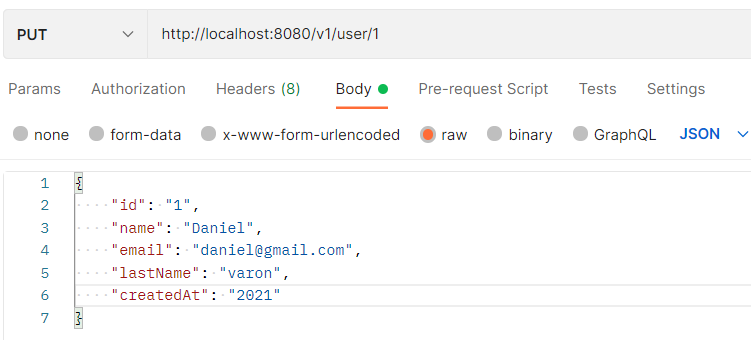 PUT http://localhost:8080/v1/user/1
Params Authorization Headers (8) Body Pre-request Script Tests Settings
none form-data x-www-form-urlencoded raw binary GraphQL JSON
1 {
2 "id": "1",
3 "name": "Daniel",
4 "email": "daniel@gmail.com",
5 "lastName": "varon",
6 "createdAt": "2021"
7 }